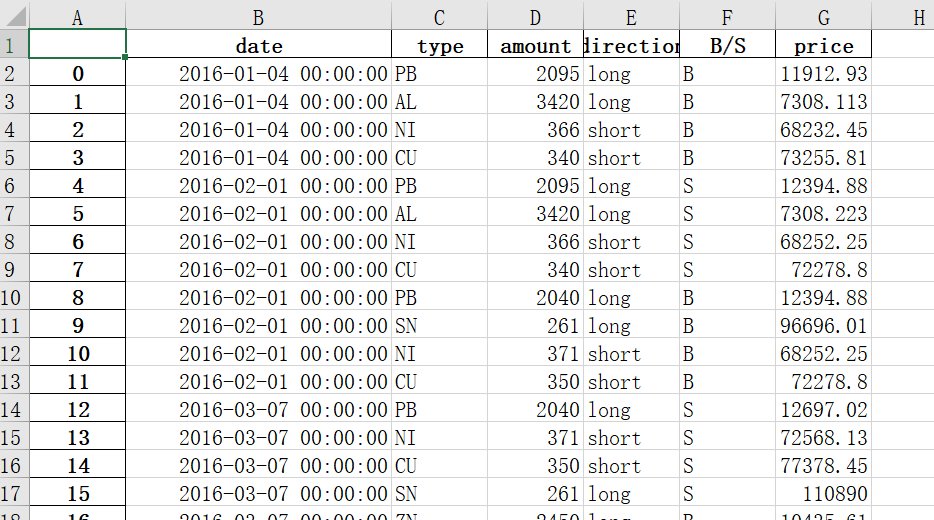 A B C D E F G H
1 date type amount direction B/S price
2 0 2016-01-04 00:00:00 PB 2095 long B 11912.93
3 1 2016-01-04 00:00:00 AL 3420 long B 7308.113
4 2 2016-01-04 00:00:00 NI 366 short B 68232.45
5 3 2016-01-04 00:00:00 CU 340 short B 73255.81
6 4 2016-02-01 00:00:00 PB 2095 long S 12394.88
7 5 2016-02-01 00:00:00 AL 3420 long S 7308.223
8 6 2016-02-01 00:00:00 NI 366 short S 68252.25
9 7 2016-02-01 00:00:00 CU 340 short S 72278.8
10 8 2016-02-01 00:00:00 PB 2040 long B 12394.88
11 9 2016-02-01 00:00:00 SN 261 long B 96696.01
12 10 2016-02-01 00:00:00 NI 371 short B 68252.25
13 11 2016-02-01 00:00:00 CU 350 short B 72278.8
14 12 2016-03-07 00:00:00 PB 2040 long S 12697.02
15 13 2016-03-07 00:00:00 NI 371 short S 72568.13
16 14 2016-03-07 00:00:00 CU 350 short S 77378.45
17 15 2016-03-07 00:00:00 SN 261 long S 110890
18 16 2016-03-07 00:00:00 ZN 2450 long B